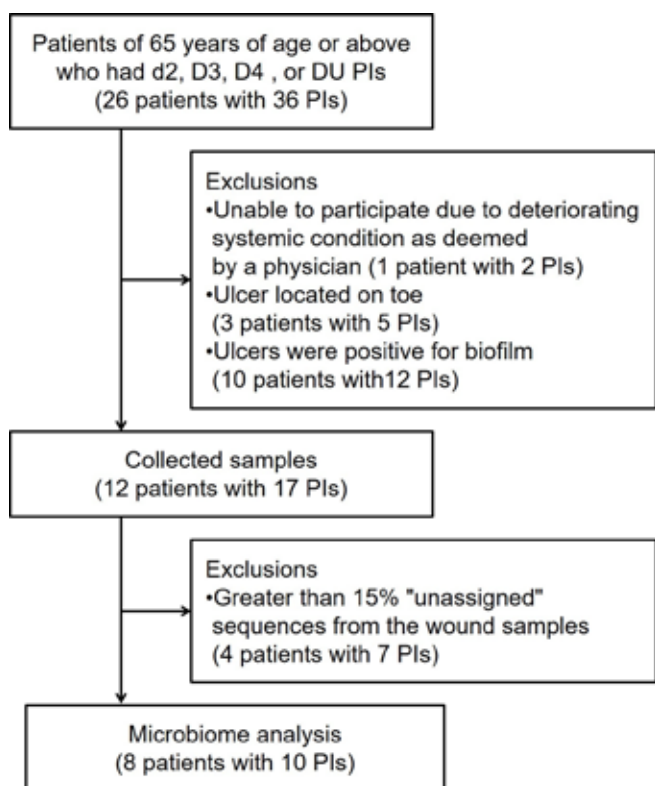 Patients of 65 years of age or above
who had d2, D3, D4 , or DU PIs
(26 patients with 36 PIs)
Exclusions
•Unable to participate due to deteriorating
systemic condition as deemed
by a physician (1 patient with 2 PIs)
•Ulcer located on toe
(3 patients with 5 PIs)
•Ulcers were positive for biofilm
(10 patients with12 PIs)
Collected samples
(12 patients with 17 PIs)
Exclusions
•Greater than 15% "unassigned"
sequences from the wound samples
(4 patients with 7 PIs)
Microbiome analysis
(8 patients with 10 PIs)